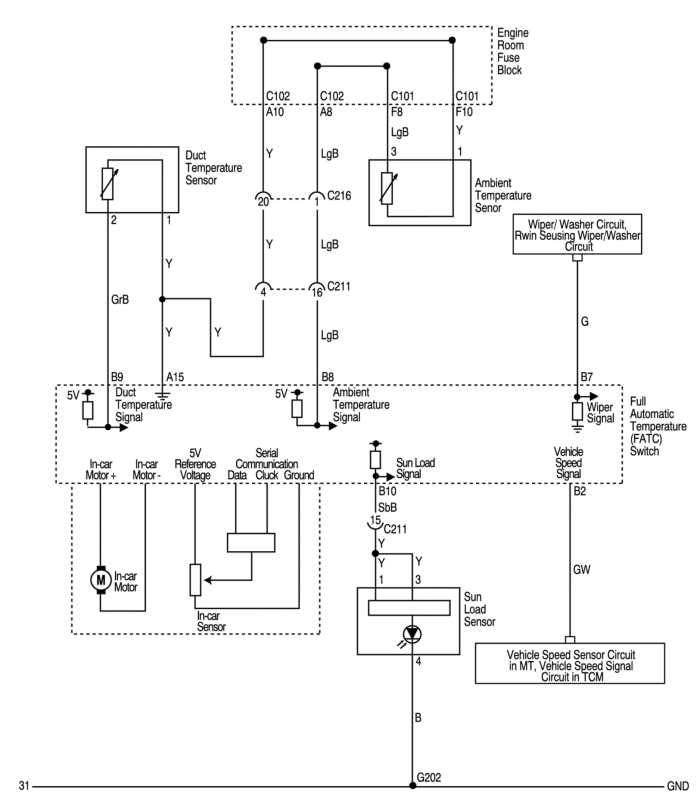 Engine
Room
Fuse
Block
C102
C102
C101
C101
A10
A8
F8
F10
LgB
Y
3
1
Duct
Temperature
Sensor
Y
LgB
Ambient
Temperature
Senor
20
1
C216
2
1
Wiper/ Washer Circuit,
Rwin Seusing Wiper/Washer
Circuit
Y
Y
LgB
4
16
C211
GrB
G
Y
Y
LgB
B9
A15
B8
B7
5V
Duct
Temperature
Signal
5V
Ambient
Temperature
Signal
Wiper
Signal
Full
Automatic
Temperature
(FATC)
Switch
In-car
Motor +
In-car
Motor -
5V
Reference
Voltage
Serial
Communication
Data Cluck Ground
Sun Load
Signal
Vehicle
Speed
Signal
B10
B2
SbB
15
C211
Y
Y
Y
1
3
GW
M
In-car
Motor
In-car
Sensor
Sun
Load
Sensor
4
Vehicle Speed Sensor Circuit
in MT, Vehicle Speed Signal
Circuit in TCM
B
G202
31
GND